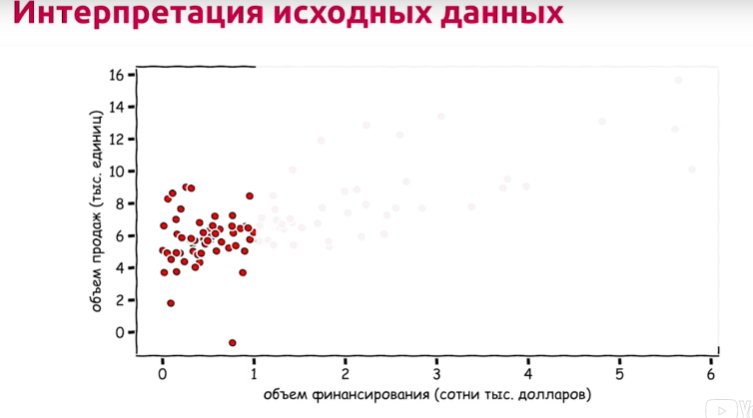 Интерпретация исходных данных
объем продаж (тыс. единиц)
16
14
12
10
8
6
4
2
0
0 1 2 3 4 5 6
объем финансирования (сотни тыс. долларов)